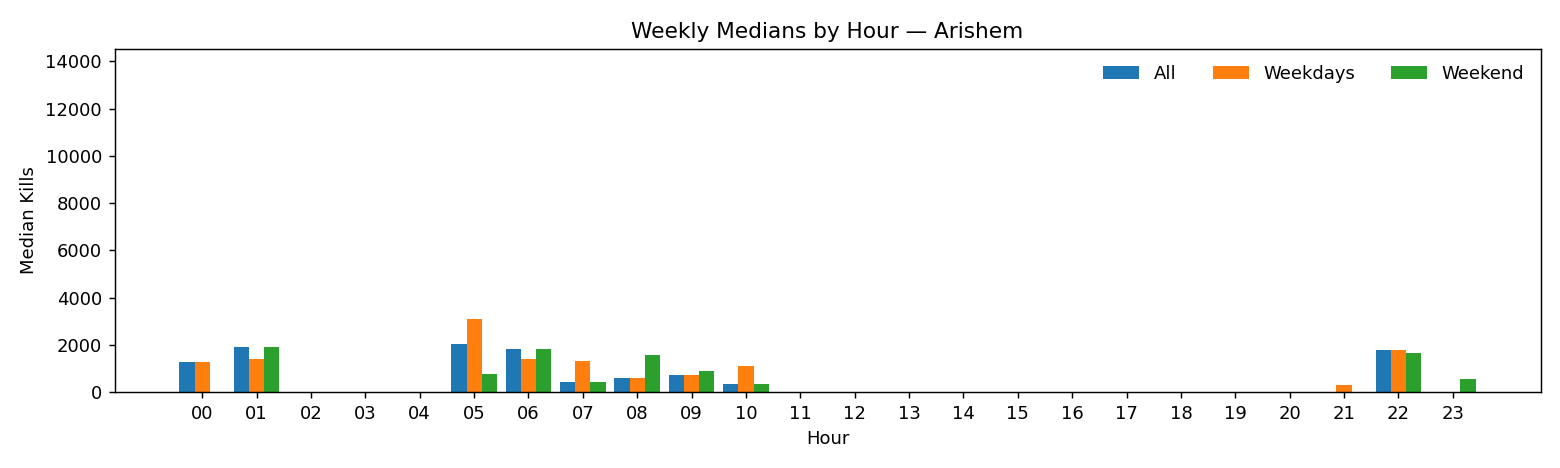 Weekly Medians by Hour — Arishem
All Weekdays Weekend
Median Kills
14000
12000
10000
8000
6000
4000
2000
0
00 01 02 03 04 05 06 07 08 09 10 11 12 13 14 15 16 17 18 19 20 21 22 23
Hour